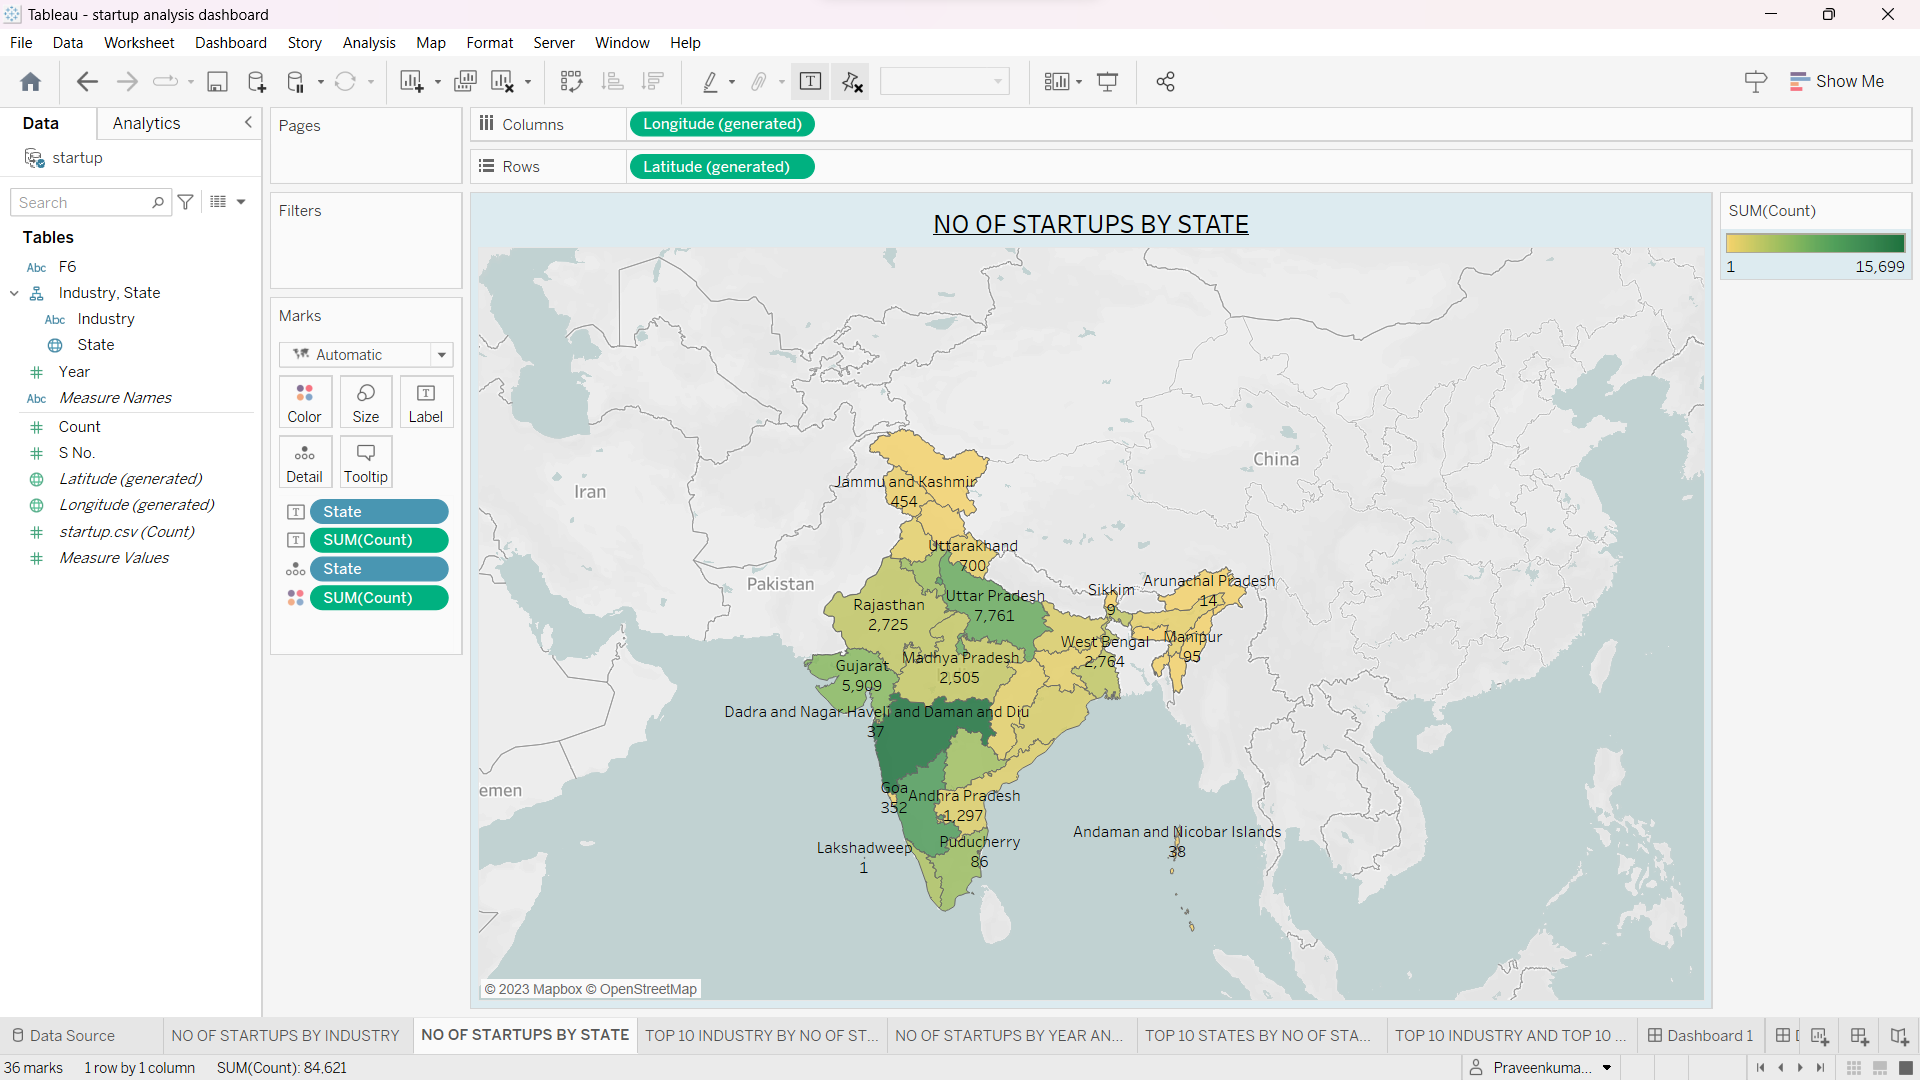 Tableau - startup analysis dashboard
File Data Worksheet Dashboard Story Analysis Map Format Server Window Help
Show Me
Data Analytics
startup
Search
Tables
Abc F6
Industry, State
Abc Industry
State
Year
Abc Measure Names
Count
S No.
Latitude (generated)
Longitude (generated)
startup.csv (Count)
Measure Values
Pages
Filters
Marks
Automatic
Color Size Label
Detail Tooltip
State
SUM(Count)
State
SUM(Count)
Columns Longitude (generated)
Rows Latitude (generated)
NO OF STARTUPS BY STATE
China
Iran
Pakistan
emen
Jammu and Kashmir
454
Uttarakhand
700
Uttar Pradesh
7,761
Rajasthan
2,725
Sikkim
9
Arunachal Pradesh
14
Manipur
95
West Bengal
2,764
Gujarat
5,909
Madhya Pradesh
2,505
Dadra and Nagar Haveli and Daman and Diu
37
Goa
352
Andhra Pradesh
1,297
Lakshadweep
1
Puducherry
86
Andaman and Nicobar Islands
38
© 2023 Mapbox © OpenStreetMap
SUM(Count)
1 15,699
Data Source NO OF STARTUPS BY INDUSTRY NO OF STARTUPS BY STATE TOP 10 INDUSTRY BY NO OF ST... NO OF STARTUPS BY YEAR AN... TOP 10 STATES BY NO OF STA... TOP 10 INDUSTRY AND TOP 10 ... Dashboard 1
36 marks 1 row by 1 column SUM(Count): 84,621 Praveenkuma...